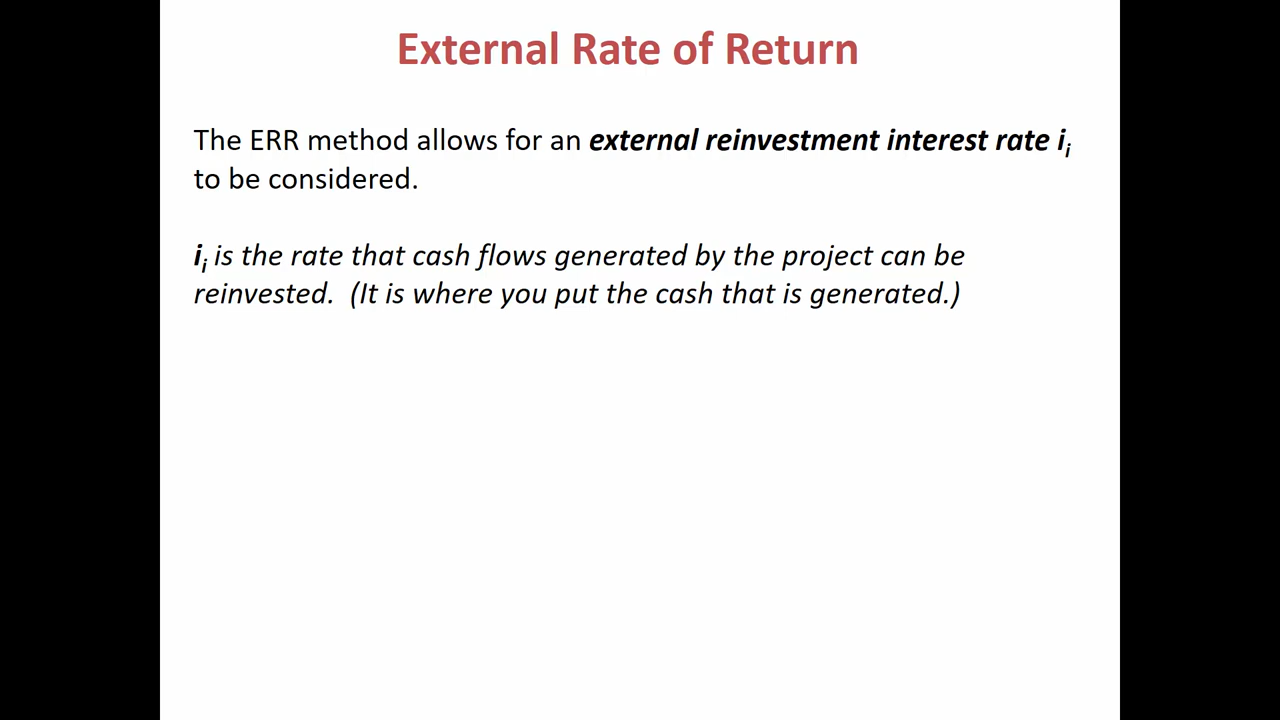 External Rate of Return
The ERR method allows for an external reinvestment interest rate iᵢ
to be considered.
iᵢ is the rate that cash flows generated by the project can be
reinvested.  (It is where you put the cash that is generated.)